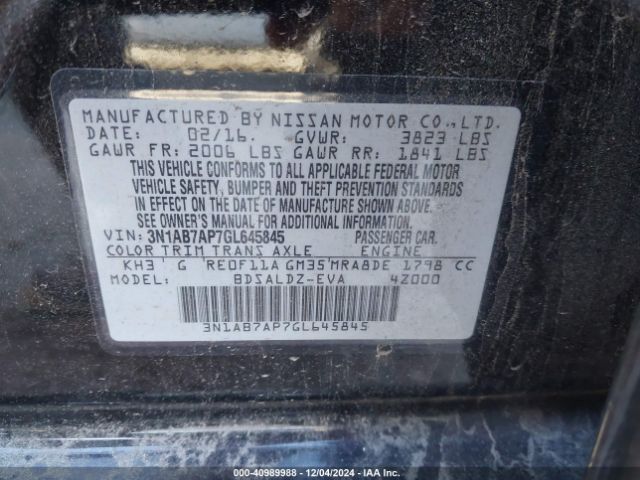 MANUFACTURED BY NISSAN MOTOR CO., LTD.
DATE: 02/16. GVWR: 3823 LBS
GAWR FR: 2006 LBS GAWR RR: 1841 LBS
THIS VEHICLE CONFORMS TO ALL APPLICABLE FEDERAL MOTOR
VEHICLE SAFETY, BUMPER AND THEFT PREVENTION STANDARDS
IN EFFECT ON THE DATE OF MANUFACTURE SHOWN ABOVE.
SEE OWNER'S MANUAL FOR ADDITIONAL INFORMATION.
VIN: 3N1AB7AP7GL645845 PASSENGER CAR.
COLOR TRIM TRANS AXLE ENGINE
KH3 G RE0F11A GM35 MRA8DE 1798 CC
MODEL: BDSALDZ-EVA 4Z000
3N1AB7AP7GL645845
000-40989988 - 12/04/2024 - IAA Inc.